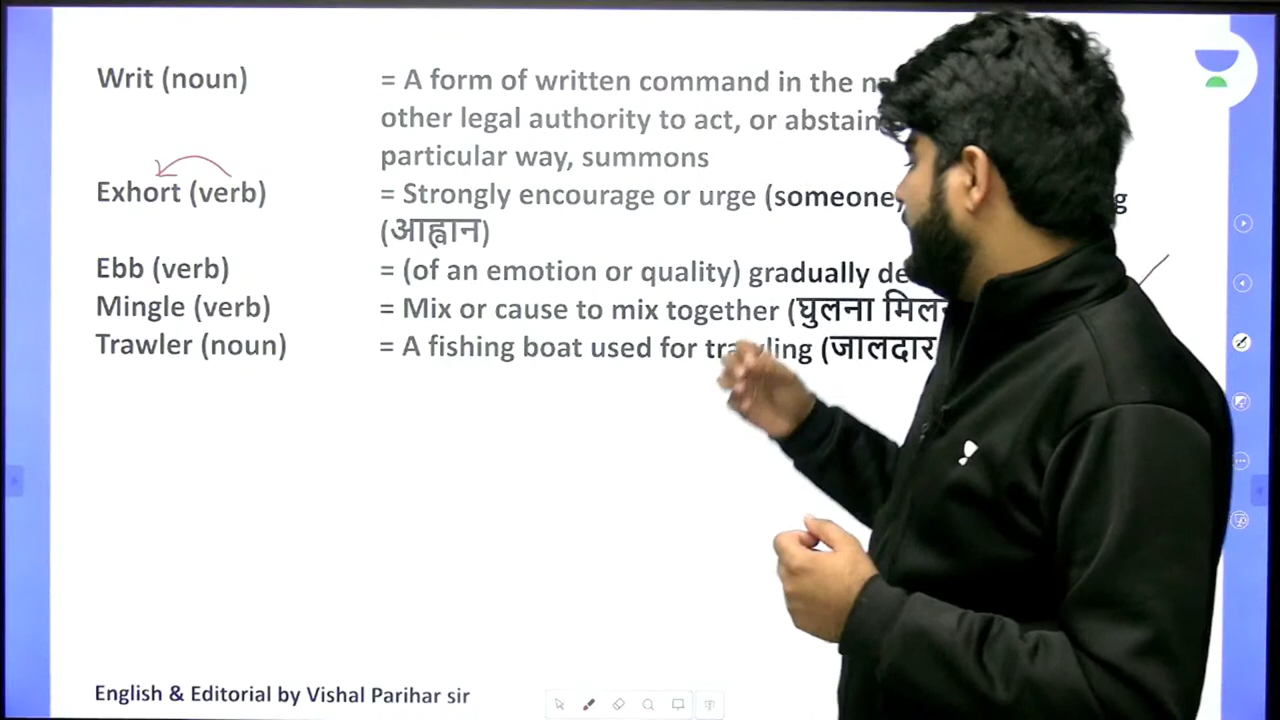 Writ (noun) = A form of written command in the
other legal authority to act, or abstain
particular way, summons
Exhort (verb) = Strongly encourage or urge (someone,
(आह्वान)
Ebb (verb) = (of an emotion or quality) gradually
Mingle (verb) = Mix or cause to mix together (घुलना
Trawler (noun) = A fishing boat used for trawling (जालदार
English & Editorial by Vishal Parihar sir